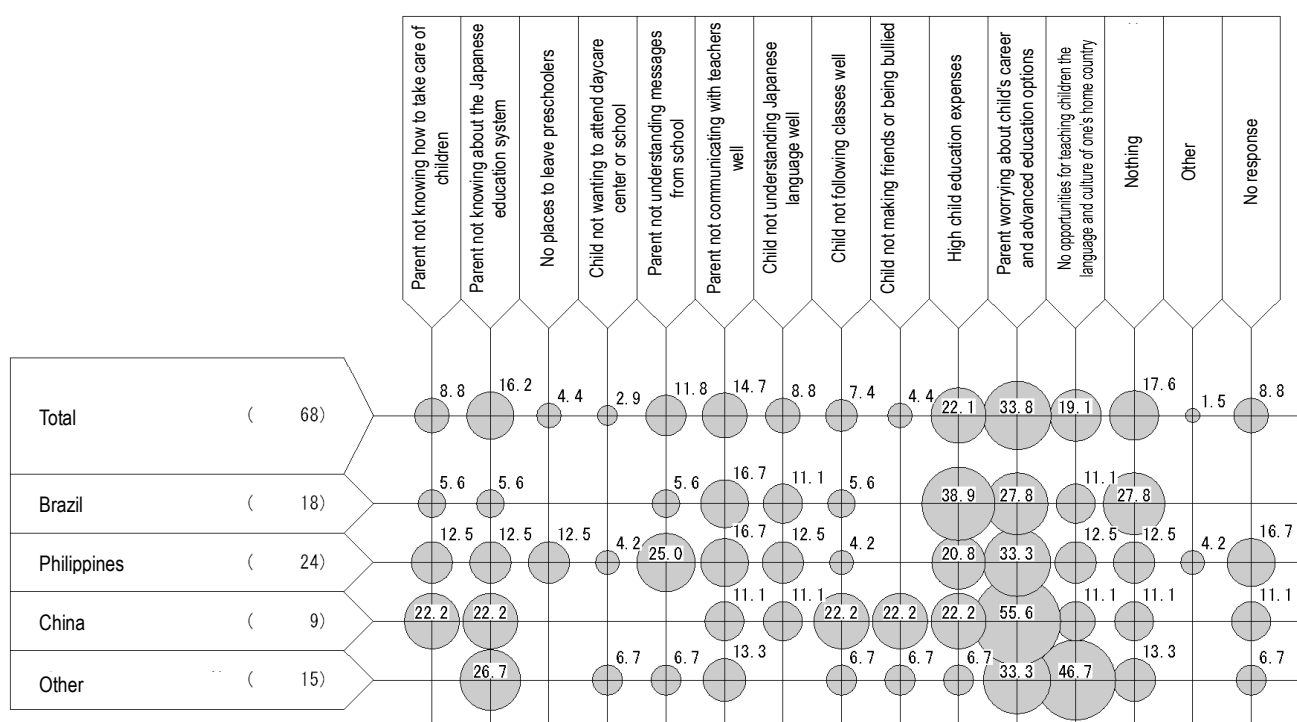 Parent not knowing how to take care of
children
Parent not knowing about the Japanese
education system
No places to leave preschoolers
Child not wanting to attend daycare
center or school
Parent not understanding messages
from school
Parent not communicating with teachers
well
Child not understanding Japanese
language well
Child not following classes well
Child not making friends or being bullied
High child education expenses
Parent worrying about child's career
and advanced education options
No opportunities for teaching children the
language and culture of one's home country
Nothing
Other
No response
Total ( 68) 8.8 16.2 4.4 2.9 11.8 14.7 8.8 7.4 4.4 22.1 33.8 19.1 17.6 1.5 8.8
Brazil ( 18) 5.6 5.6 5.6 16.7 11.1 5.6 38.9 27.8 11.1 27.8
Philippines ( 24) 12.5 12.5 12.5 4.2 25.0 16.7 12.5 4.2 20.8 33.3 12.5 12.5 4.2 16.7
China ( 9) 22.2 22.2 11.1 11.1 22.2 22.2 22.2 55.6 11.1 11.1 11.1
Other ( 15) 26.7 6.7 6.7 13.3 6.7 6.7 6.7 33.3 46.7 13.3 6.7